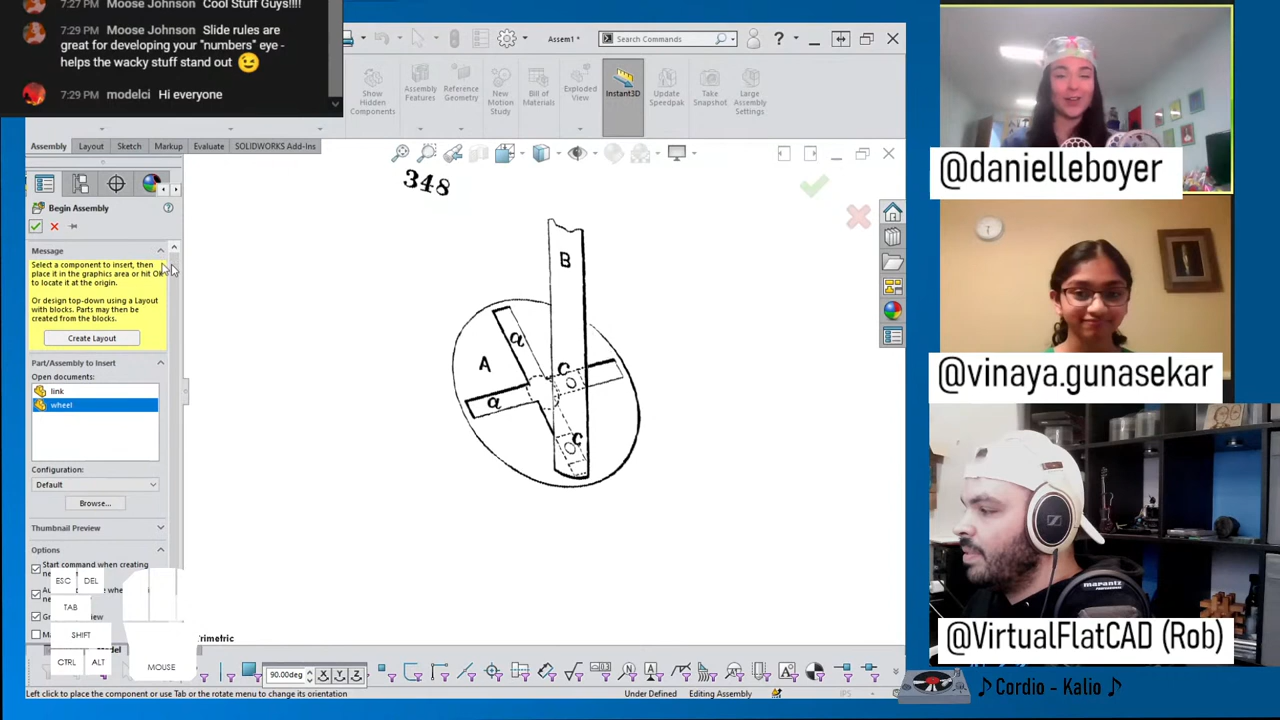 7:27 PM Moose Johnson Cool Stuff Guys!!!!
7:29 PM Moose Johnson Slide rules are
great for developing your "numbers" eye -
helps the wacky stuff stand out 😉
7:29 PM modelci Hi everyone
Assem1 *
Search Commands
Show
Hidden
Components
Assembly
Features
Reference
Geometry
New
Motion
Study
Bill of
Materials
Exploded
View
Instant3D
Update
Speedpak
Take
Snapshot
Large
Assembly
Settings
Assembly
Layout
Sketch
Markup
Evaluate
SOLIDWORKS Add-Ins
Begin Assembly
Message
Select a component to insert, then
place it in the graphics area or hit OK
to locate it at the origin.
Or design top-down using a Layout
with blocks. Parts may then be
created from the blocks.
Create Layout
Part/Assembly to Insert
Open documents:
link
wheel
Configuration:
Default
Browse...
Thumbnail Preview
Options
Start command when creating
ESC
DEL
TAB
SHIFT
CTRL
ALT
MOUSE
348
B
a
A
C
a
C
90.00deg
X
Y
Z
Left click to place the component or use Tab or the rotate menu to change its orientation
Under Defined
Editing Assembly
IPS
@danielleboyer
@vinaya.gunasekar
marantz
PROFESSIONAL
@VirtualFlatCAD (Rob)
♪ Cordio - Kalio ♪